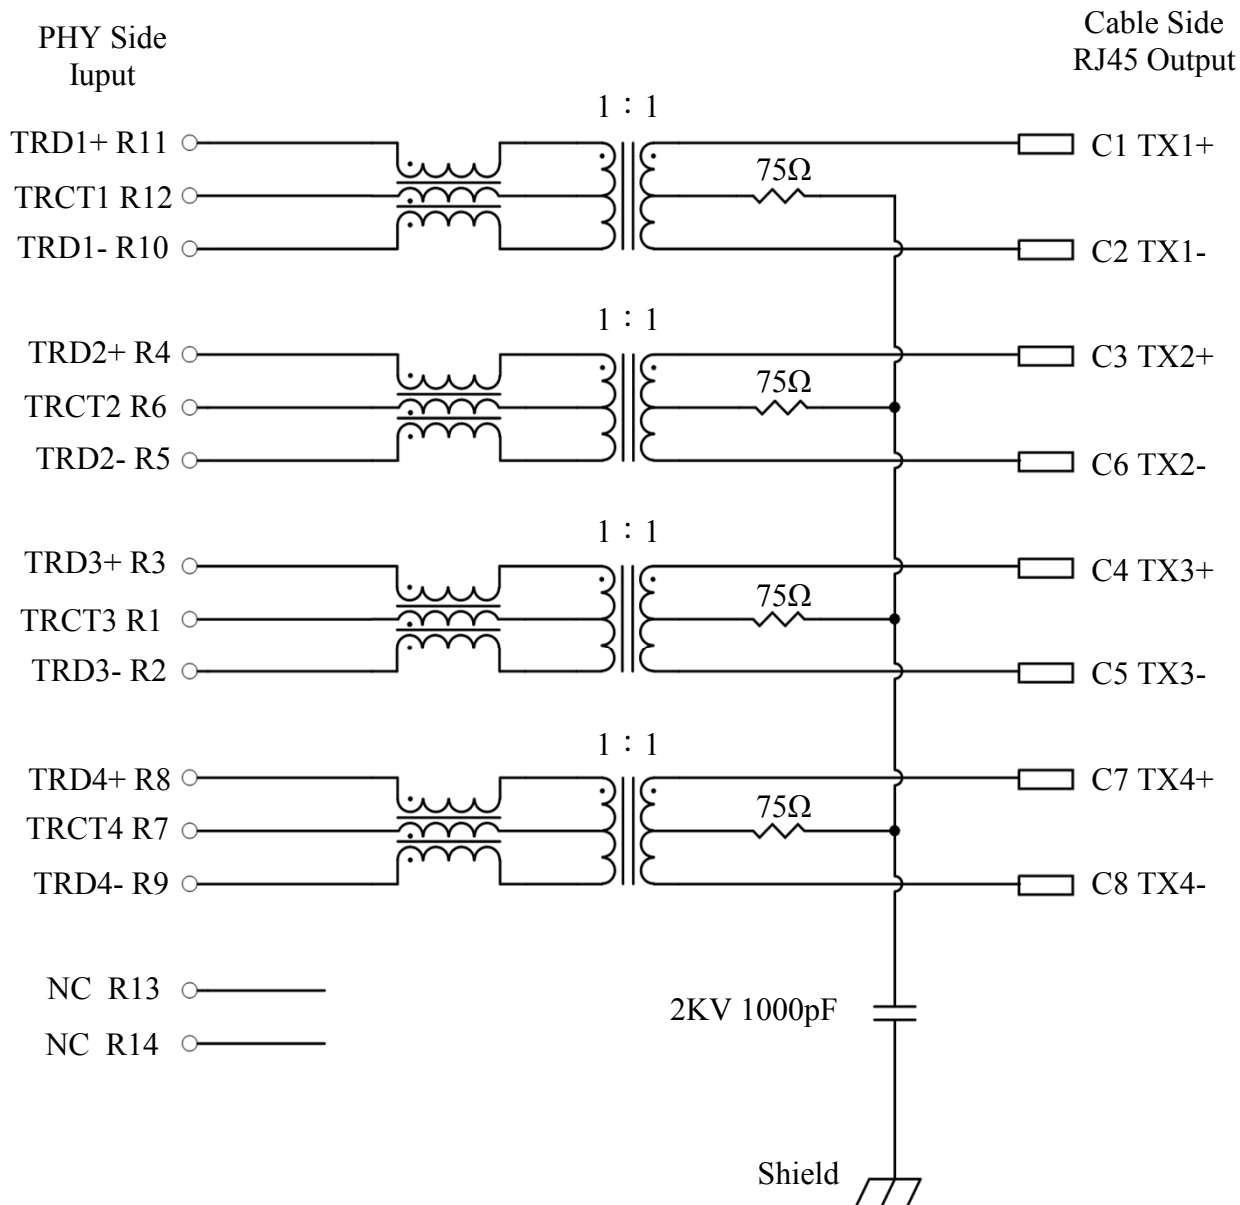 PHY Side
Iuput
Cable Side
RJ45 Output
1 : 1
TRD1+ R11
C1 TX1+
75Ω
TRCT1 R12
TRD1- R10
C2 TX1-
1 : 1
TRD2+ R4
C3 TX2+
75Ω
TRCT2 R6
TRD2- R5
C6 TX2-
1 : 1
TRD3+ R3
C4 TX3+
75Ω
TRCT3 R1
TRD3- R2
C5 TX3-
1 : 1
TRD4+ R8
C7 TX4+
75Ω
TRCT4 R7
TRD4- R9
C8 TX4-
NC R13
2KV 1000pF
NC R14
Shield